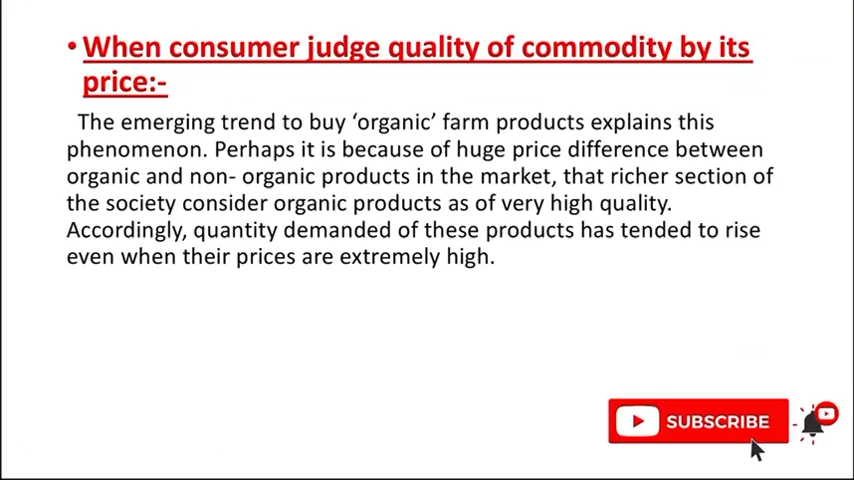 • When consumer judge quality of commodity by its
price:-
The emerging trend to buy ‘organic’ farm products explains this
phenomenon. Perhaps it is because of huge price difference between
organic and non- organic products in the market, that richer section of
the society consider organic products as of very high quality.
Accordingly, quantity demanded of these products has tended to rise
even when their prices are extremely high.
SUBSCRIBE